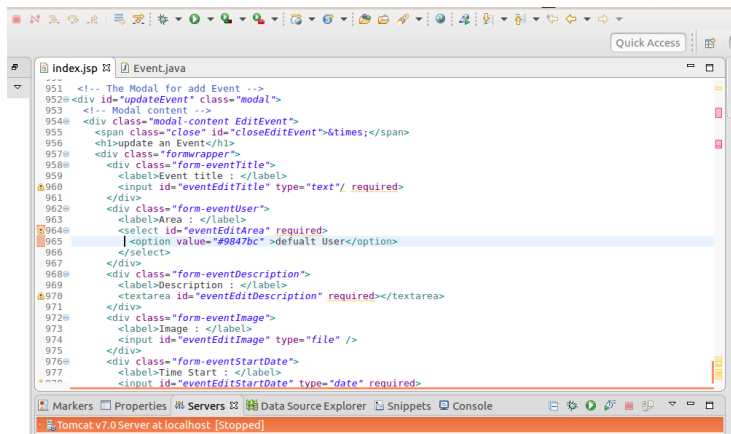 Quick Access
index.jsp Event.java
951 <!-- The Modal for add Event -->
952 <div id="updateEvent" class="modal">
953 <!-- Modal content -->
954 <div class="modal-content EditEvent">
955 <span class="close" id="closeEditEvent">&times;</span>
956 <h1>update an Event</h1>
957 <div class="formwrapper">
958 <div class="form-eventTitle">
959 <label>Event title : </label>
960 <input id="eventEditTitle" type="text"/ required>
961 </div>
962 <div class="form-eventUser">
963 <label>Area : </label>
964 <select id="eventEditArea" required>
965 <option value="#9847bc" >defualt User</option>
966 </select>
967 </div>
968 <div class="form-eventDescription">
969 <label>Description : </label>
970 <textarea id="eventEditDescription" required></textarea>
971 </div>
972 <div class="form-eventImage">
973 <label>Image : </label>
974 <input id="eventEditImage" type="file" />
975 </div>
976 <div class="form-eventStartDate">
977 <label>Time Start : </label>
<input id="eventEditStartDate" type="date" required>
Markers Properties Servers Data Source Explorer Snippets Console
Tomcat v7.0 Server at localhost [Stopped]